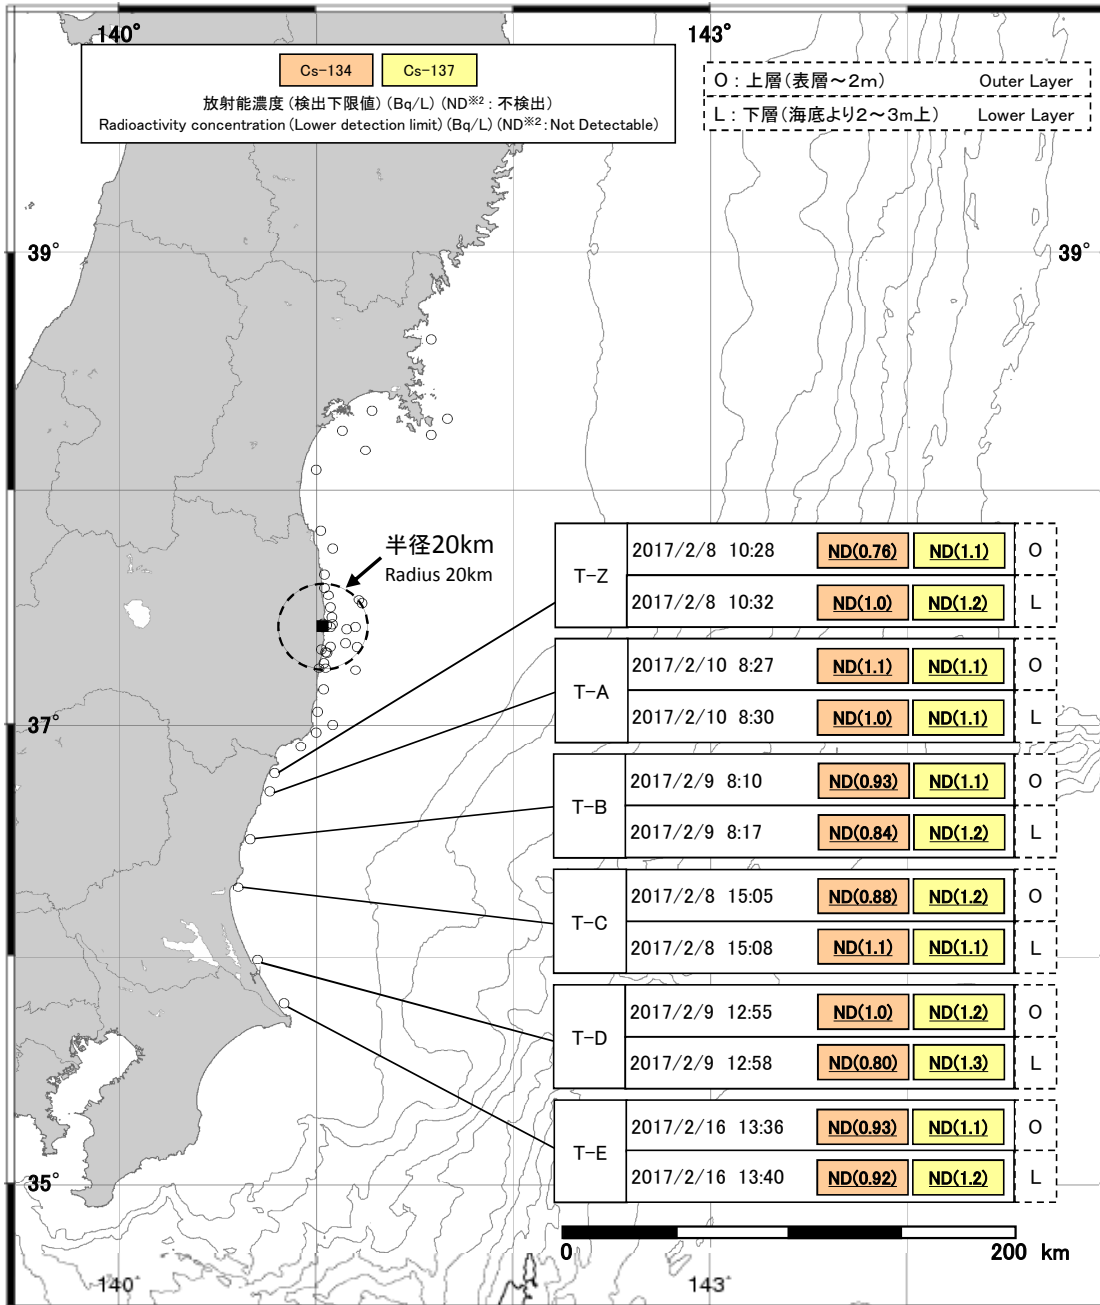 140°
143°
Cs-134 Cs-137
放射能濃度(検出下限値)(Bq/L)(ND※2:不検出)
Radioactivity concentration(Lower detection limit)(Bq/L)(ND※2:Not Detectable)
O:上層(表層~2m) Outer Layer
L:下層(海底より2~3m上) Lower Layer
39°
39°
半径20km
Radius 20km
T-Z
2017/2/8 10:28 ND(0.76) ND(1.1) O
2017/2/8 10:32 ND(1.0) ND(1.2) L
T-A
2017/2/10 8:27 ND(1.1) ND(1.1) O
2017/2/10 8:30 ND(1.0) ND(1.1) L
37°
T-B
2017/2/9 8:10 ND(0.93) ND(1.1) O
2017/2/9 8:17 ND(0.84) ND(1.2) L
T-C
2017/2/8 15:05 ND(0.88) ND(1.2) O
2017/2/8 15:08 ND(1.1) ND(1.1) L
T-D
2017/2/9 12:55 ND(1.0) ND(1.2) O
2017/2/9 12:58 ND(0.80) ND(1.3) L
T-E
2017/2/16 13:36 ND(0.93) ND(1.1) O
2017/2/16 13:40 ND(0.92) ND(1.2) L
35°
0 200 km
140°
143°